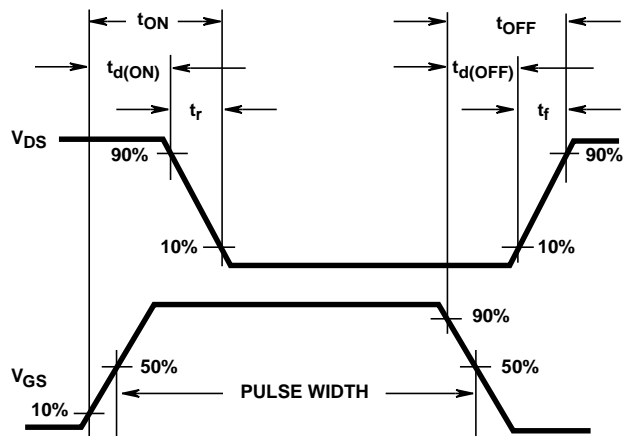 tON
tOFF
td(ON)
td(OFF)
tr
tf
VDS
90%
90%
10%
10%
90%
50%
50%
VGS
PULSE WIDTH
10%